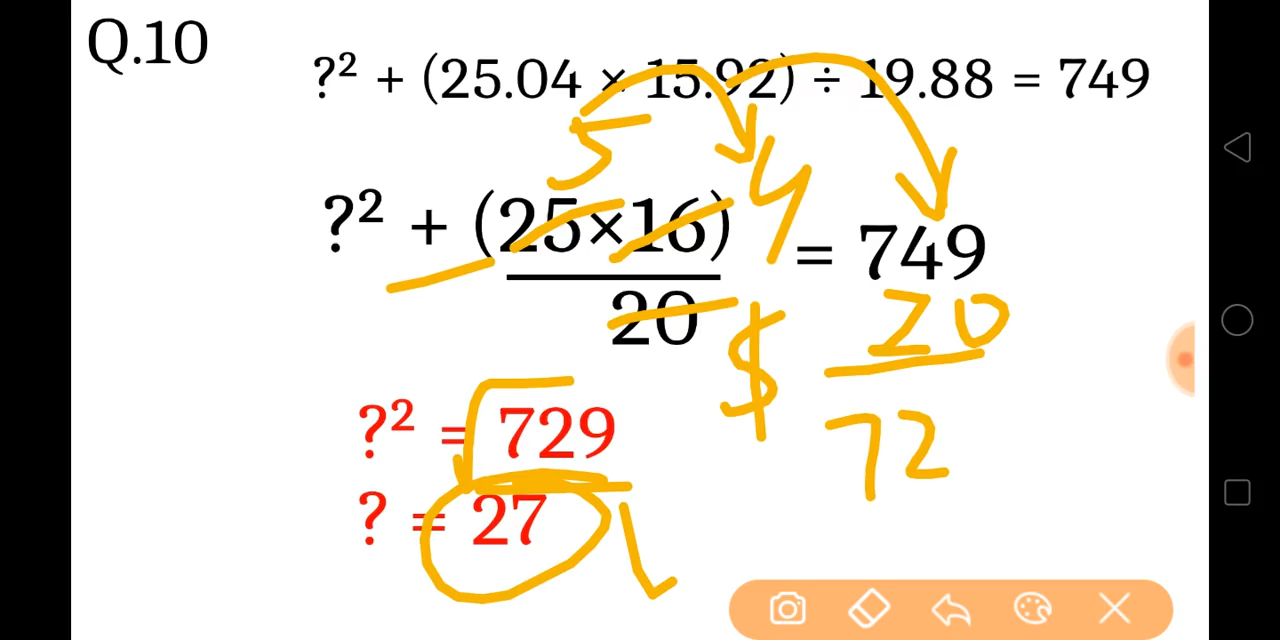 Q.10
?² + (25.04 × 15.92) ÷ 19.88 = 749
5
4
?² + (25×16) = 749
20
5
20
72
?² = 729
? = 27